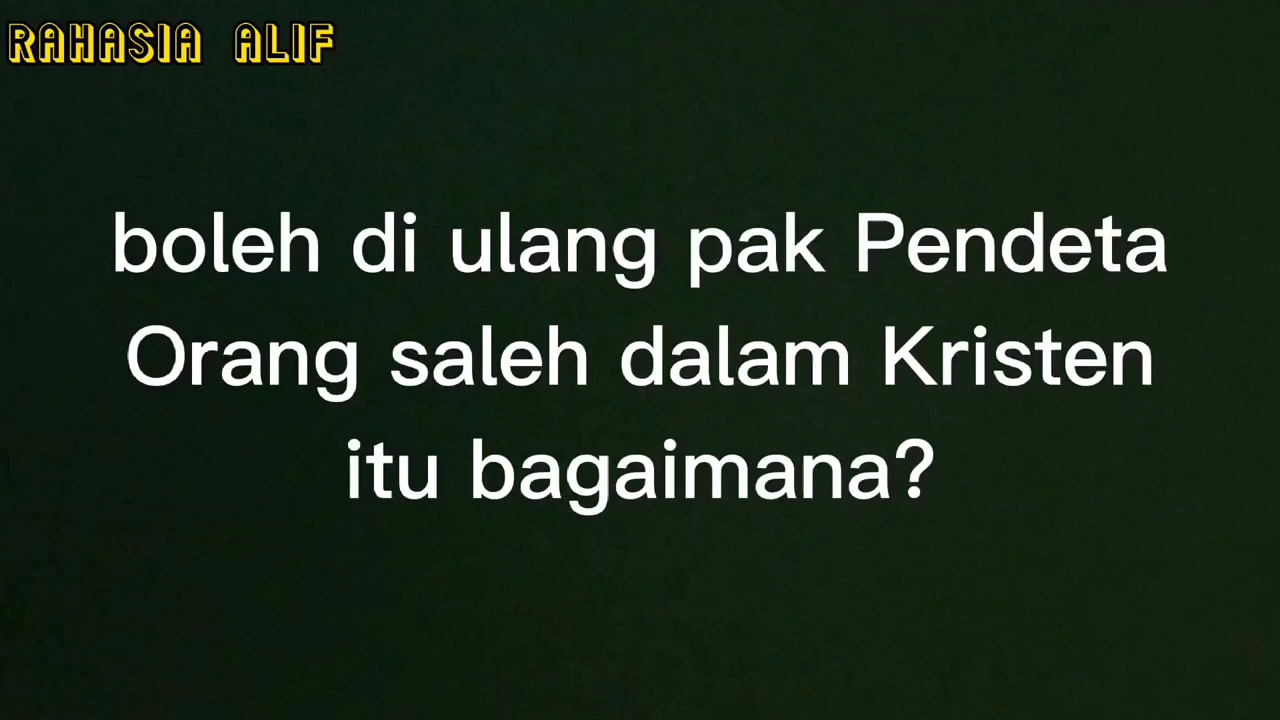 RAHASIA ALIF
boleh di ulang pak Pendeta
Orang saleh dalam Kristen
itu bagaimana?